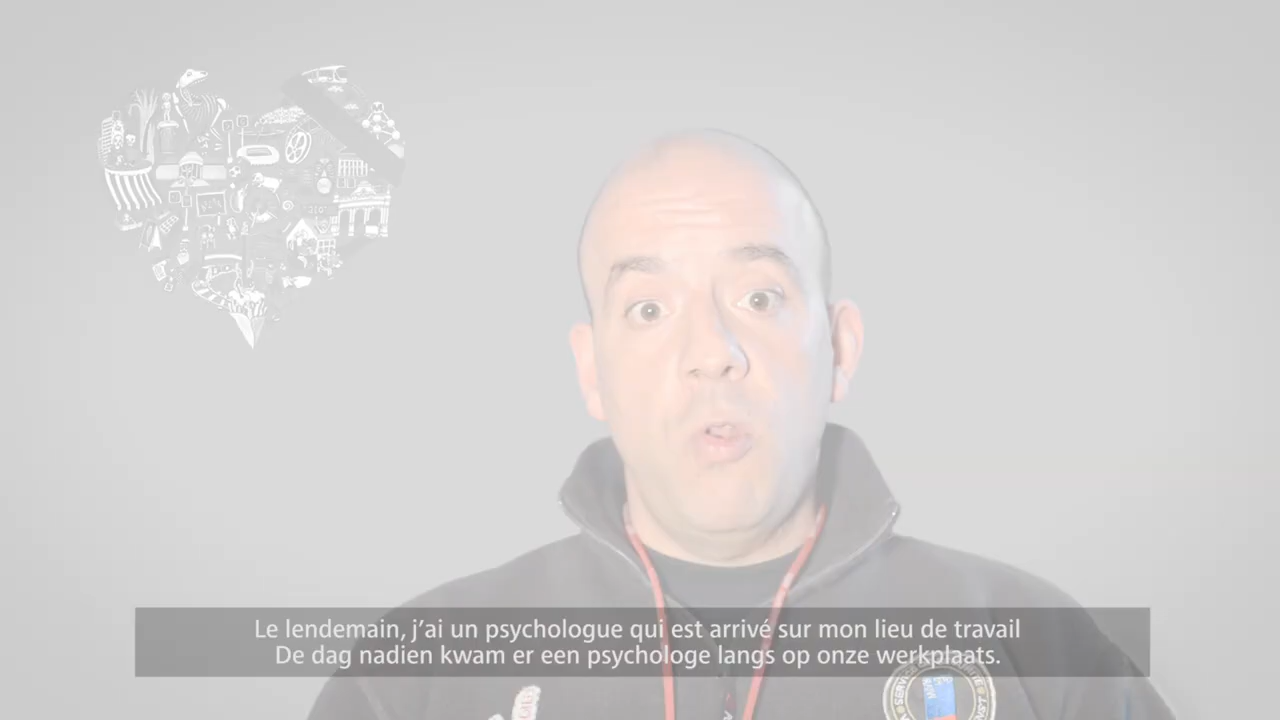 Le lendemain, j'ai un psychologue qui est arrivé sur mon lieu de travail
De dag nadien kwam er een psychologe langs op onze werkplaats.